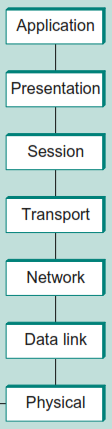 Application
Presentation
Session
Transport
Network
Data link
Physical